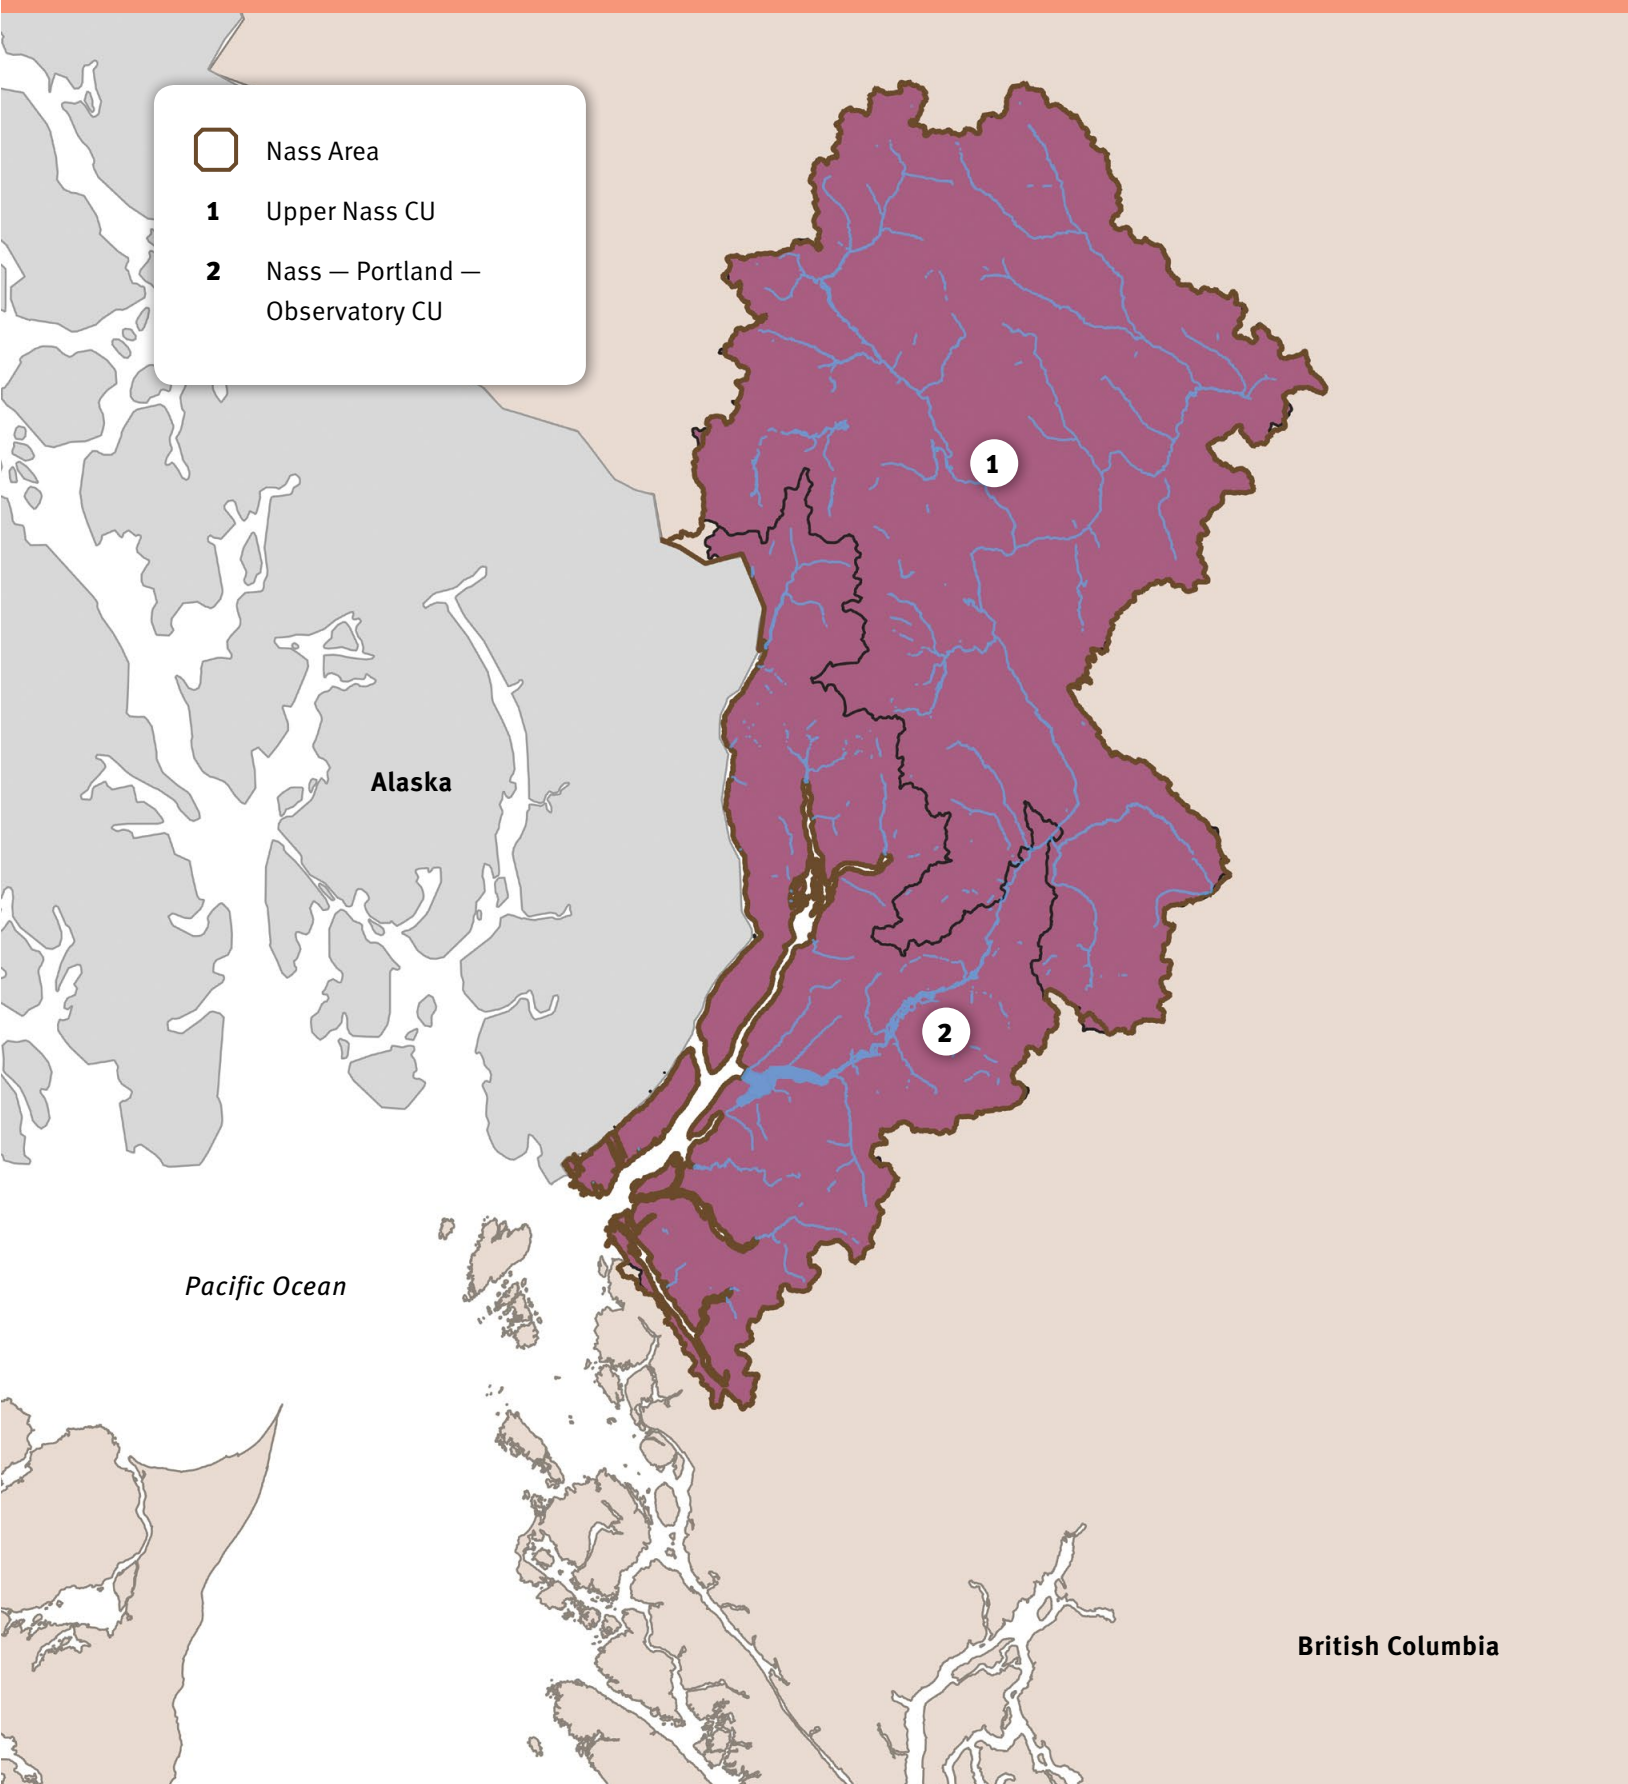 Nass Area
1 Upper Nass CU
2 Nass — Portland —
Observatory CU
1
Alaska
2
Pacific Ocean
British Columbia